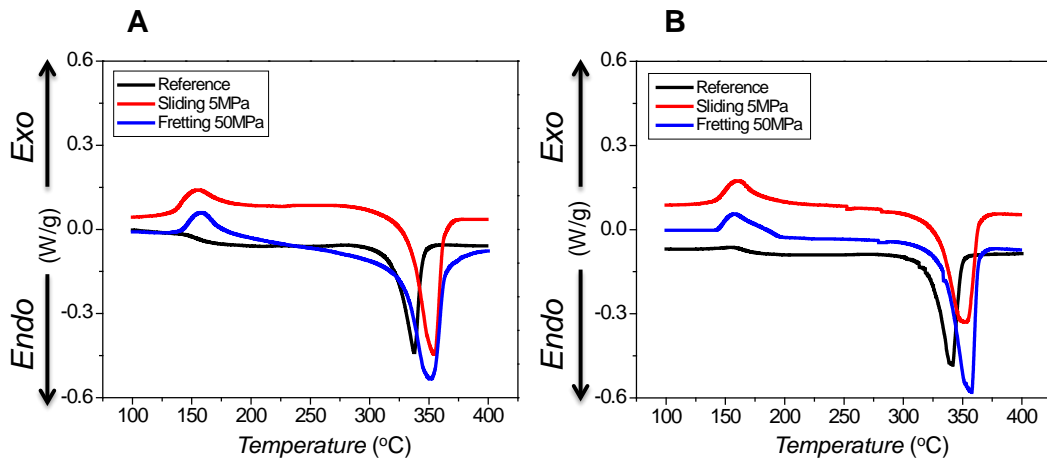 A
0.6
0.3
0.0
-0.3
-0.6
Exo
(W/g)
Endo
Reference
Sliding 5MPa
Fretting 50MPa
100 150 200 250 300 350 400
Temperature (°C)
B
0.6
0.3
0.0
-0.3
-0.6
Exo
(W/g)
Endo
Reference
Sliding 5MPa
Fretting 50MPa
100 150 200 250 300 350 400
Temperature (°C)